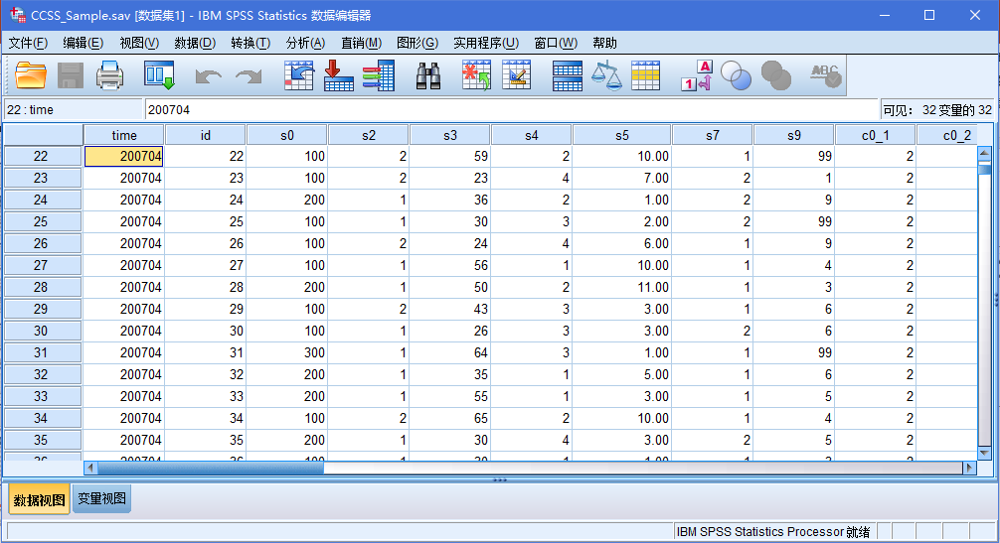 CCSS_Sample.sav [数据集1] - IBM SPSS Statistics 数据编辑器
文件(F) 编辑(E) 视图(V) 数据(D) 转换(T) 分析(A) 直销(M) 图形(G) 实用程序(U) 窗口(W) 帮助
A
1
ABC
22 : time 200704 可见: 32 变量的 32
time id s0 s2 s3 s4 s5 s7 s9 c0_1 c0_2
22 200704 22 100 2 59 2 10.00 1 99 2
23 200704 23 100 2 23 4 7.00 2 1 2
24 200704 24 200 1 36 2 1.00 2 9 2
25 200704 25 100 1 30 3 2.00 2 99 2
26 200704 26 100 2 24 4 6.00 1 9 2
27 200704 27 100 1 56 1 10.00 1 4 2
28 200704 28 200 1 50 2 11.00 1 3 2
29 200704 29 100 2 43 3 3.00 1 6 2
30 200704 30 100 1 26 3 3.00 2 6 2
31 200704 31 300 1 64 3 1.00 1 99 2
32 200704 32 200 1 35 1 5.00 1 6 2
33 200704 33 200 1 55 1 3.00 1 5 2
34 200704 34 100 2 65 2 10.00 1 4 2
35 200704 35 200 1 30 4 3.00 2 5 2
数据视图 变量视图
IBM SPSS Statistics Processor 就绪